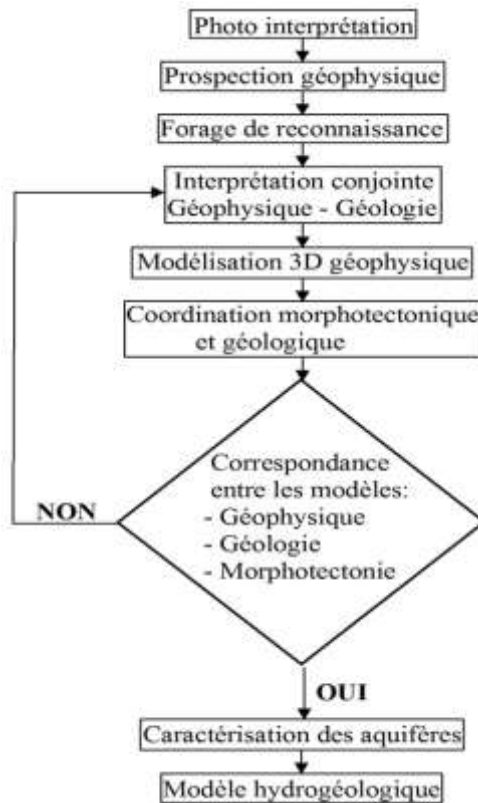 Photo interprétation
Prospection géophysique
Forage de reconnaissance
Interprétation conjointe
Géophysique - Géologie
Modélisation 3D géophysique
Coordination morphotectonique
et géologique
Correspondance
entre les modèles:
- Géophysique
- Géologie
- Morphotectonie
NON
OUI
Caractérisation des aquifères
Modèle hydrogéologique